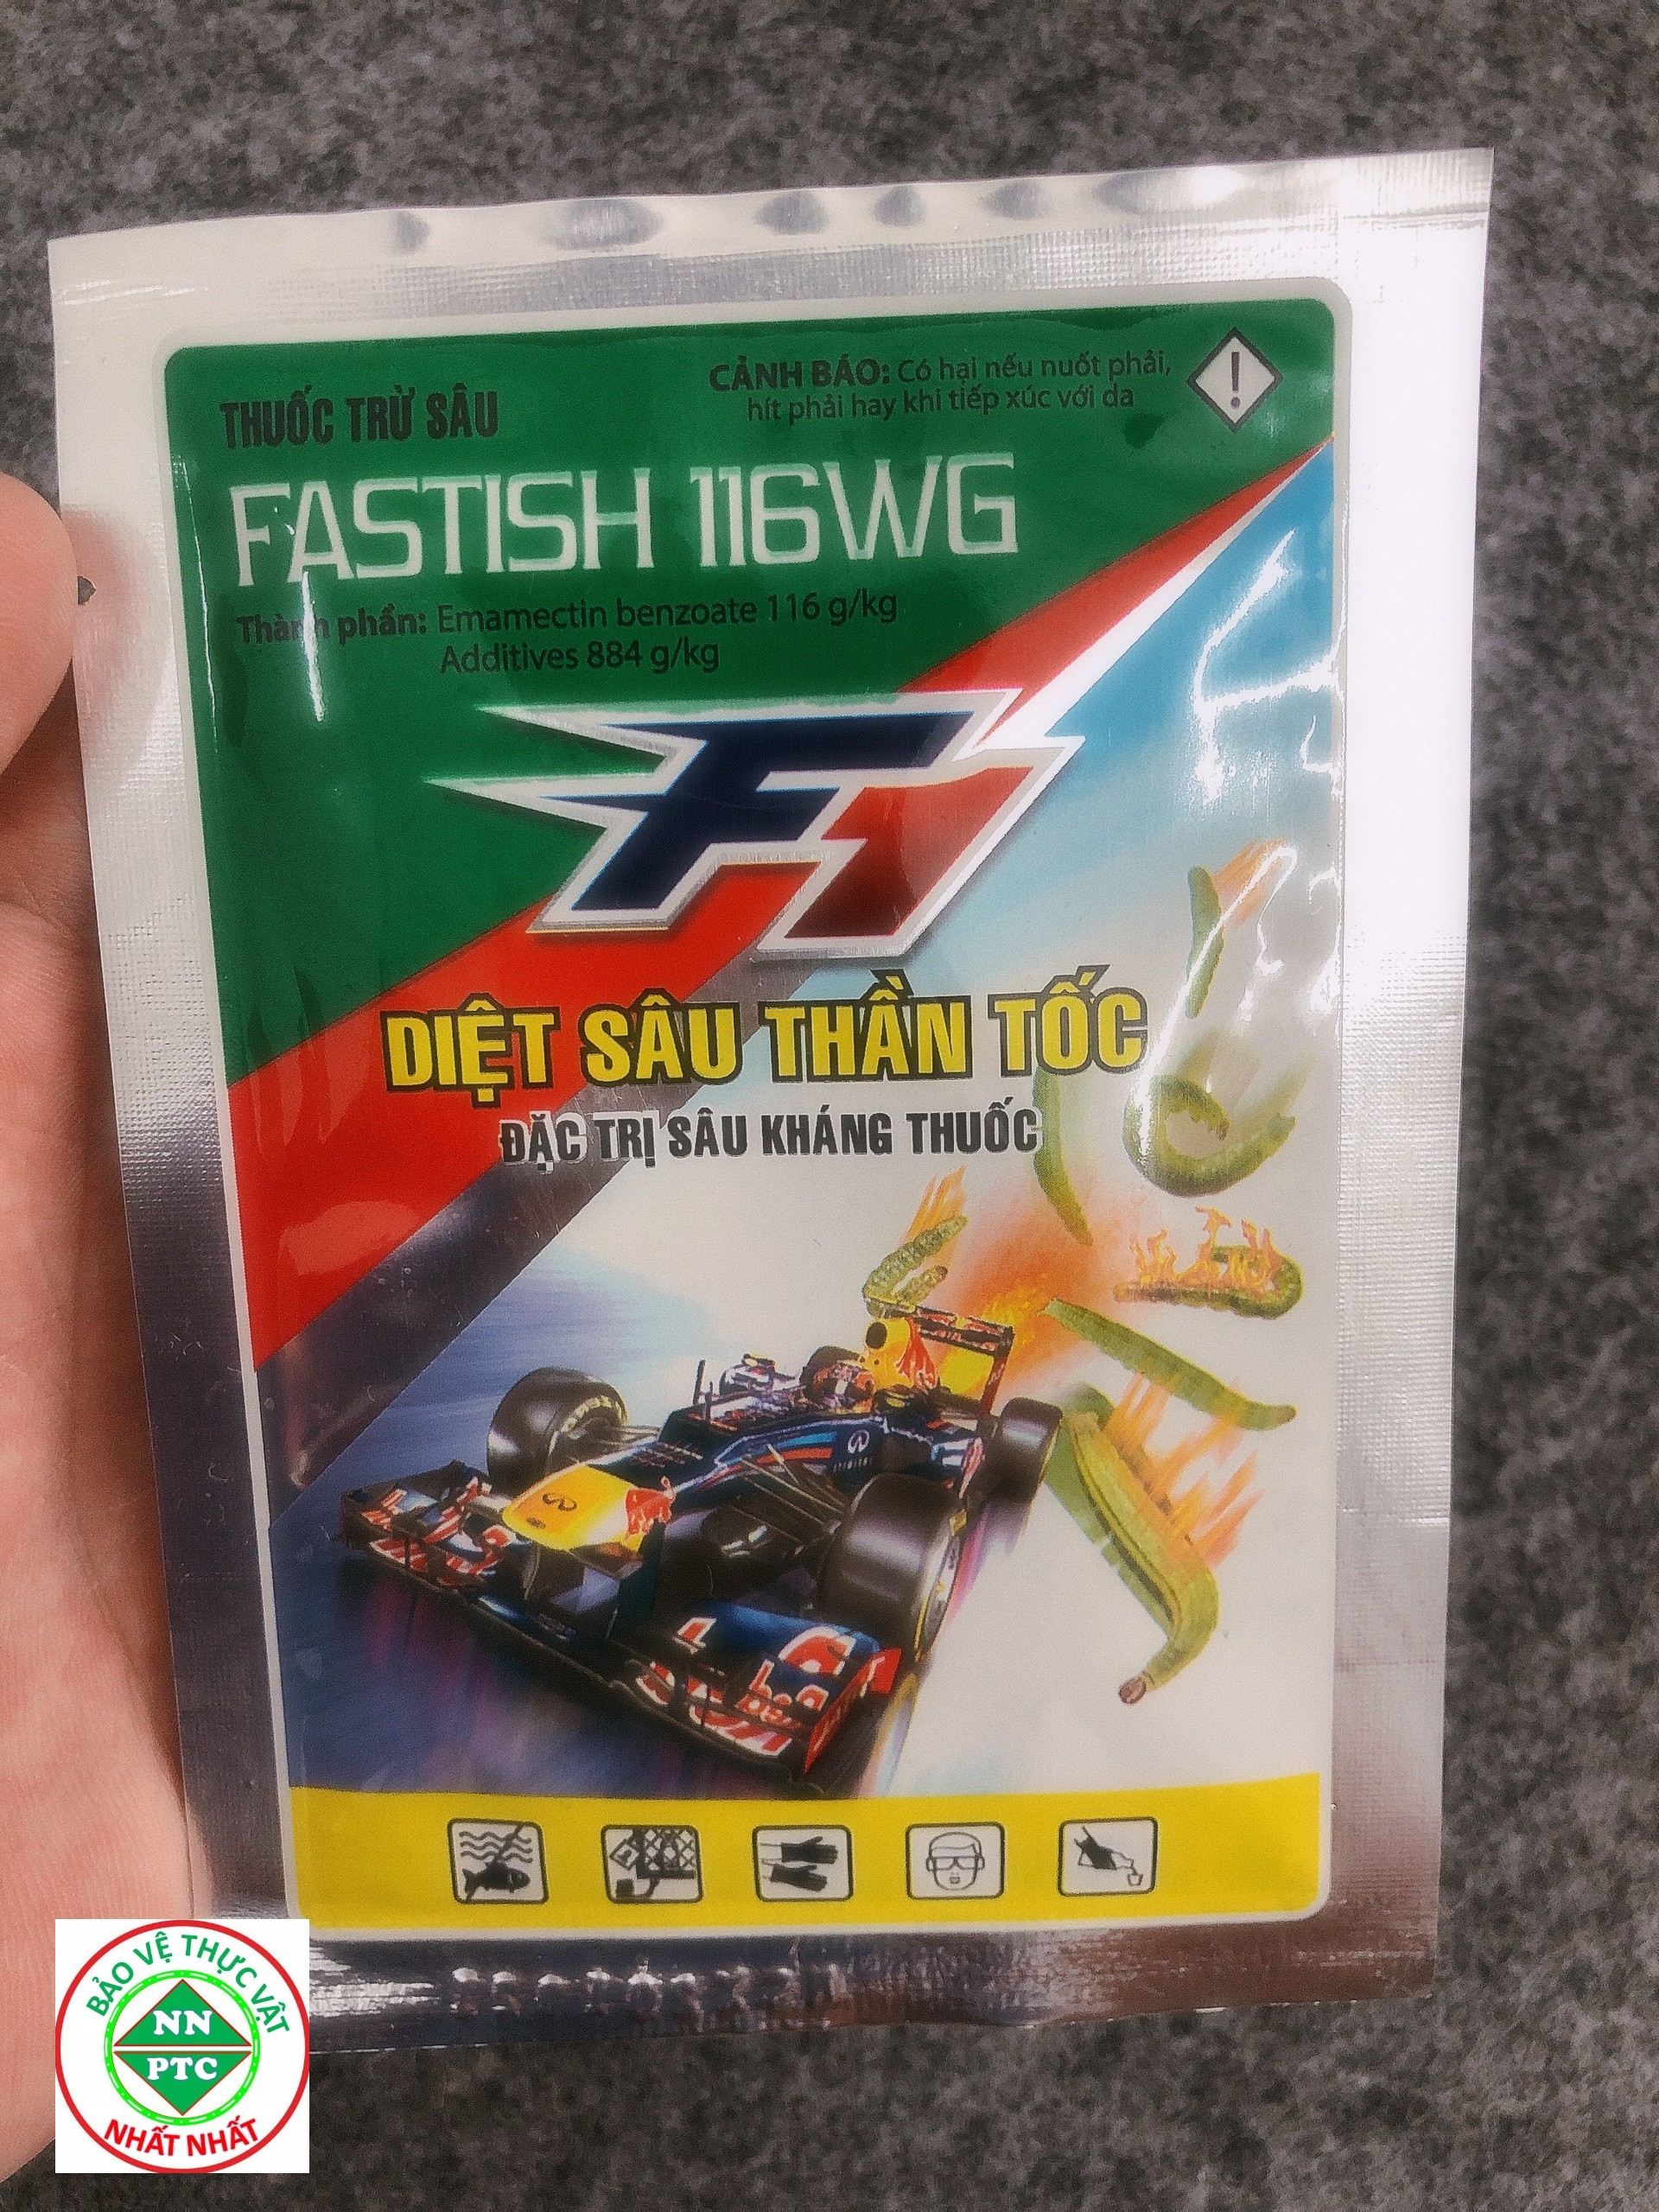 CẢNH BÁO: Có hại nếu nuốt phải,
hít phải hay khi tiếp xúc với da
THUỐC TRỪ SÂU
FASTISH 116WG
Thành phần: Emamectin benzoate 116 g/kg
Additives 884 g/kg
F1
DIỆT SÂU THẦN TỐC
ĐẶC TRỊ SÂU KHÁNG THUỐC
BẢO VỆ THỰC VẬT
NN
PTC
NHẤT NHẤT